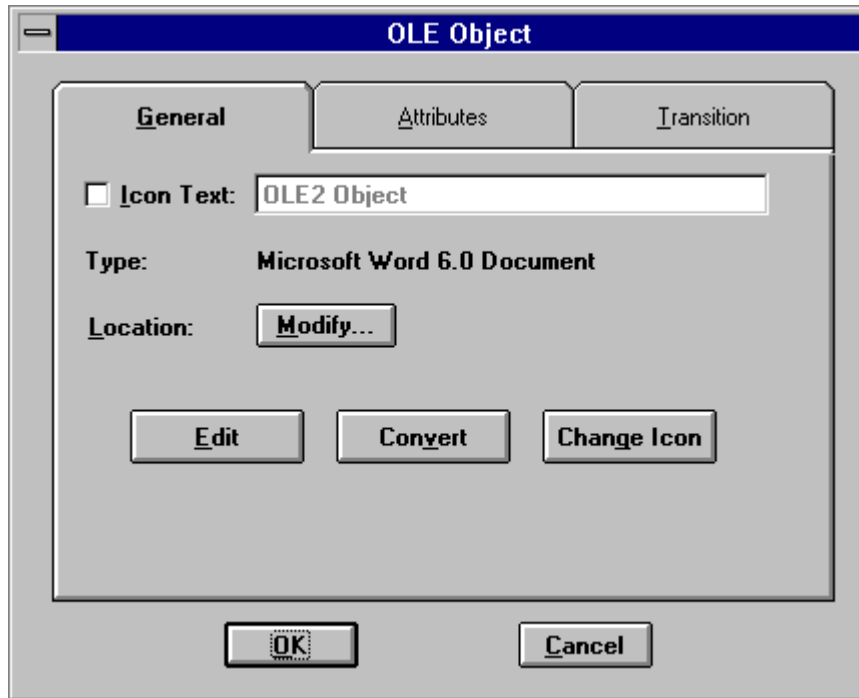 OLE Object
General Attributes Transition
Icon Text: OLE2 Object
Type: Microsoft Word 6.0 Document
Location: Modify...
Edit Convert Change Icon
OK Cancel